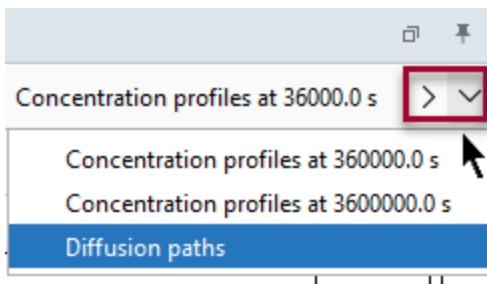 Concentration profiles at 36000.0 s
Concentration profiles at 360000.0 s
Concentration profiles at 3600000.0 s
Diffusion paths